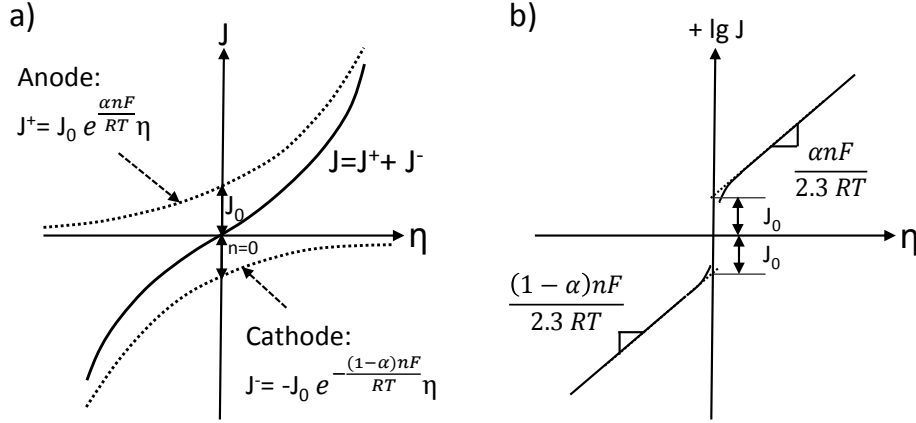 a)
J
Anode:
J⁺= J₀ e^(αnF/RT) η
J=J⁺+ J⁻
J₀
n=0
η
Cathode:
J⁻= -J₀ e^(-(1−α)nF/RT) η
b)
+ lg J
αnF
2.3 RT
J₀
η
J₀
(1 − α)nF
2.3 RT